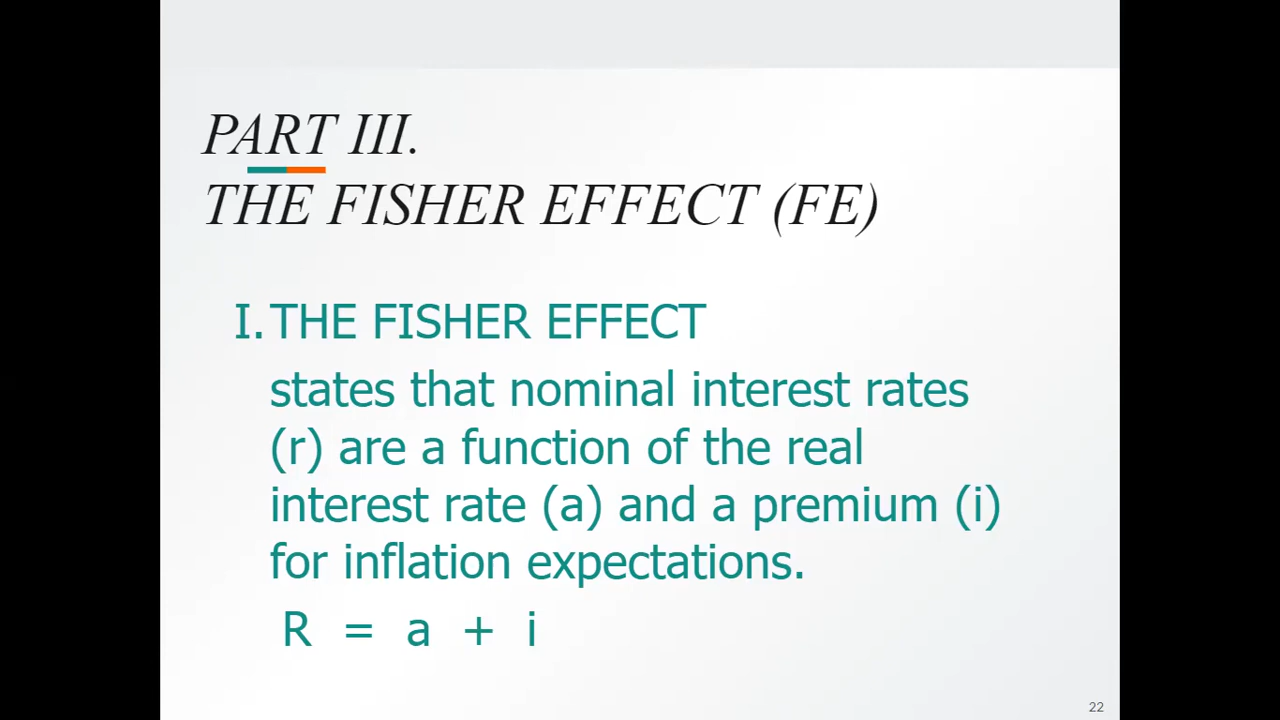 PART III.
THE FISHER EFFECT (FE)
I. THE FISHER EFFECT
states that nominal interest rates
(r) are a function of the real
interest rate (a) and a premium (i)
for inflation expectations.
R = a + i
22